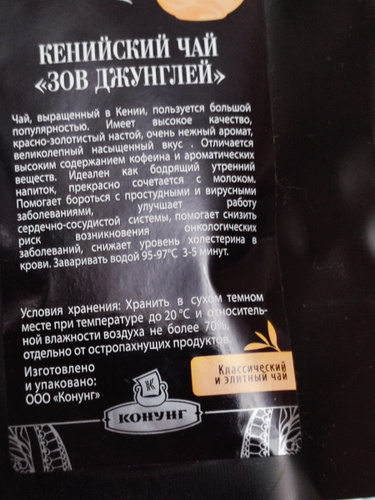 КЕНИЙСКИЙ ЧАЙ
«ЗОВ ДЖУНГЛЕЙ»
Чай, выращенный в Кении, пользуется большой
популярностью. Имеет высокое качество,
красно-золотистый настой, очень нежный аромат,
великолепный насыщенный вкус . Отличается
высоким содержанием кофеина и ароматических
веществ. Идеален как бодрящий утренний
напиток, прекрасно сочетается с молоком.
Помогает бороться с простудными и вирусными
заболеваниями, улучшает работу
сердечно-сосудистой системы, помогает снизить
риск возникновения онкологических
заболеваний, снижает уровень холестерина в
крови. Заваривать водой 95-97°С 3-5 минут.
Условия хранения: Хранить в сухом темном
месте при температуре до 20 °С и относитель-
ной влажности воздуха не более 70%,
отдельно от остропахнущих продуктов.
Изготовлено
и упаковано:
ООО «Конунг»
Классический
и элитный чай
К
КОНУНГ